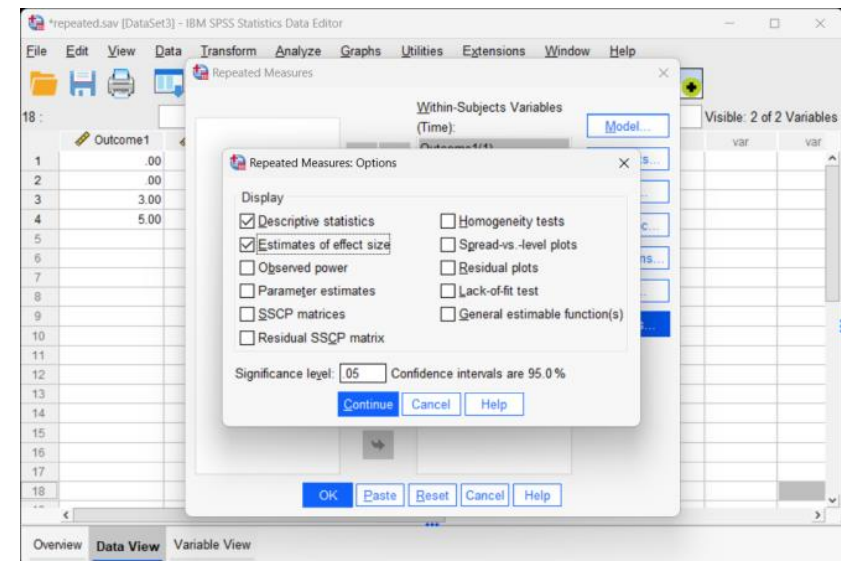 *repeated.sav [DataSet3] - IBM SPSS Statistics Data Editor
File Edit View Data Transform Analyze Graphs Utilities Extensions Window Help
Repeated Measures
18 :
Within-Subjects Variables
(Time):
Model...
Visible: 2 of 2 Variables
Outcome1
var var
Outcome1(1)
Repeated Measures: Options
1 .00
2 .00
3 3.00
4 5.00
5
6
7
8
9
10
11
12
13
14
15
16
17
18
Display
Descriptive statistics
Homogeneity tests
Estimates of effect size
Spread-vs.-level plots
Observed power
Residual plots
Parameter estimates
Lack-of-fit test
SSCP matrices
General estimable function(s)
Residual SSCP matrix
Significance level: .05 Confidence intervals are 95.0 %
Continue Cancel Help
OK Paste Reset Cancel Help
Overview Data View Variable View